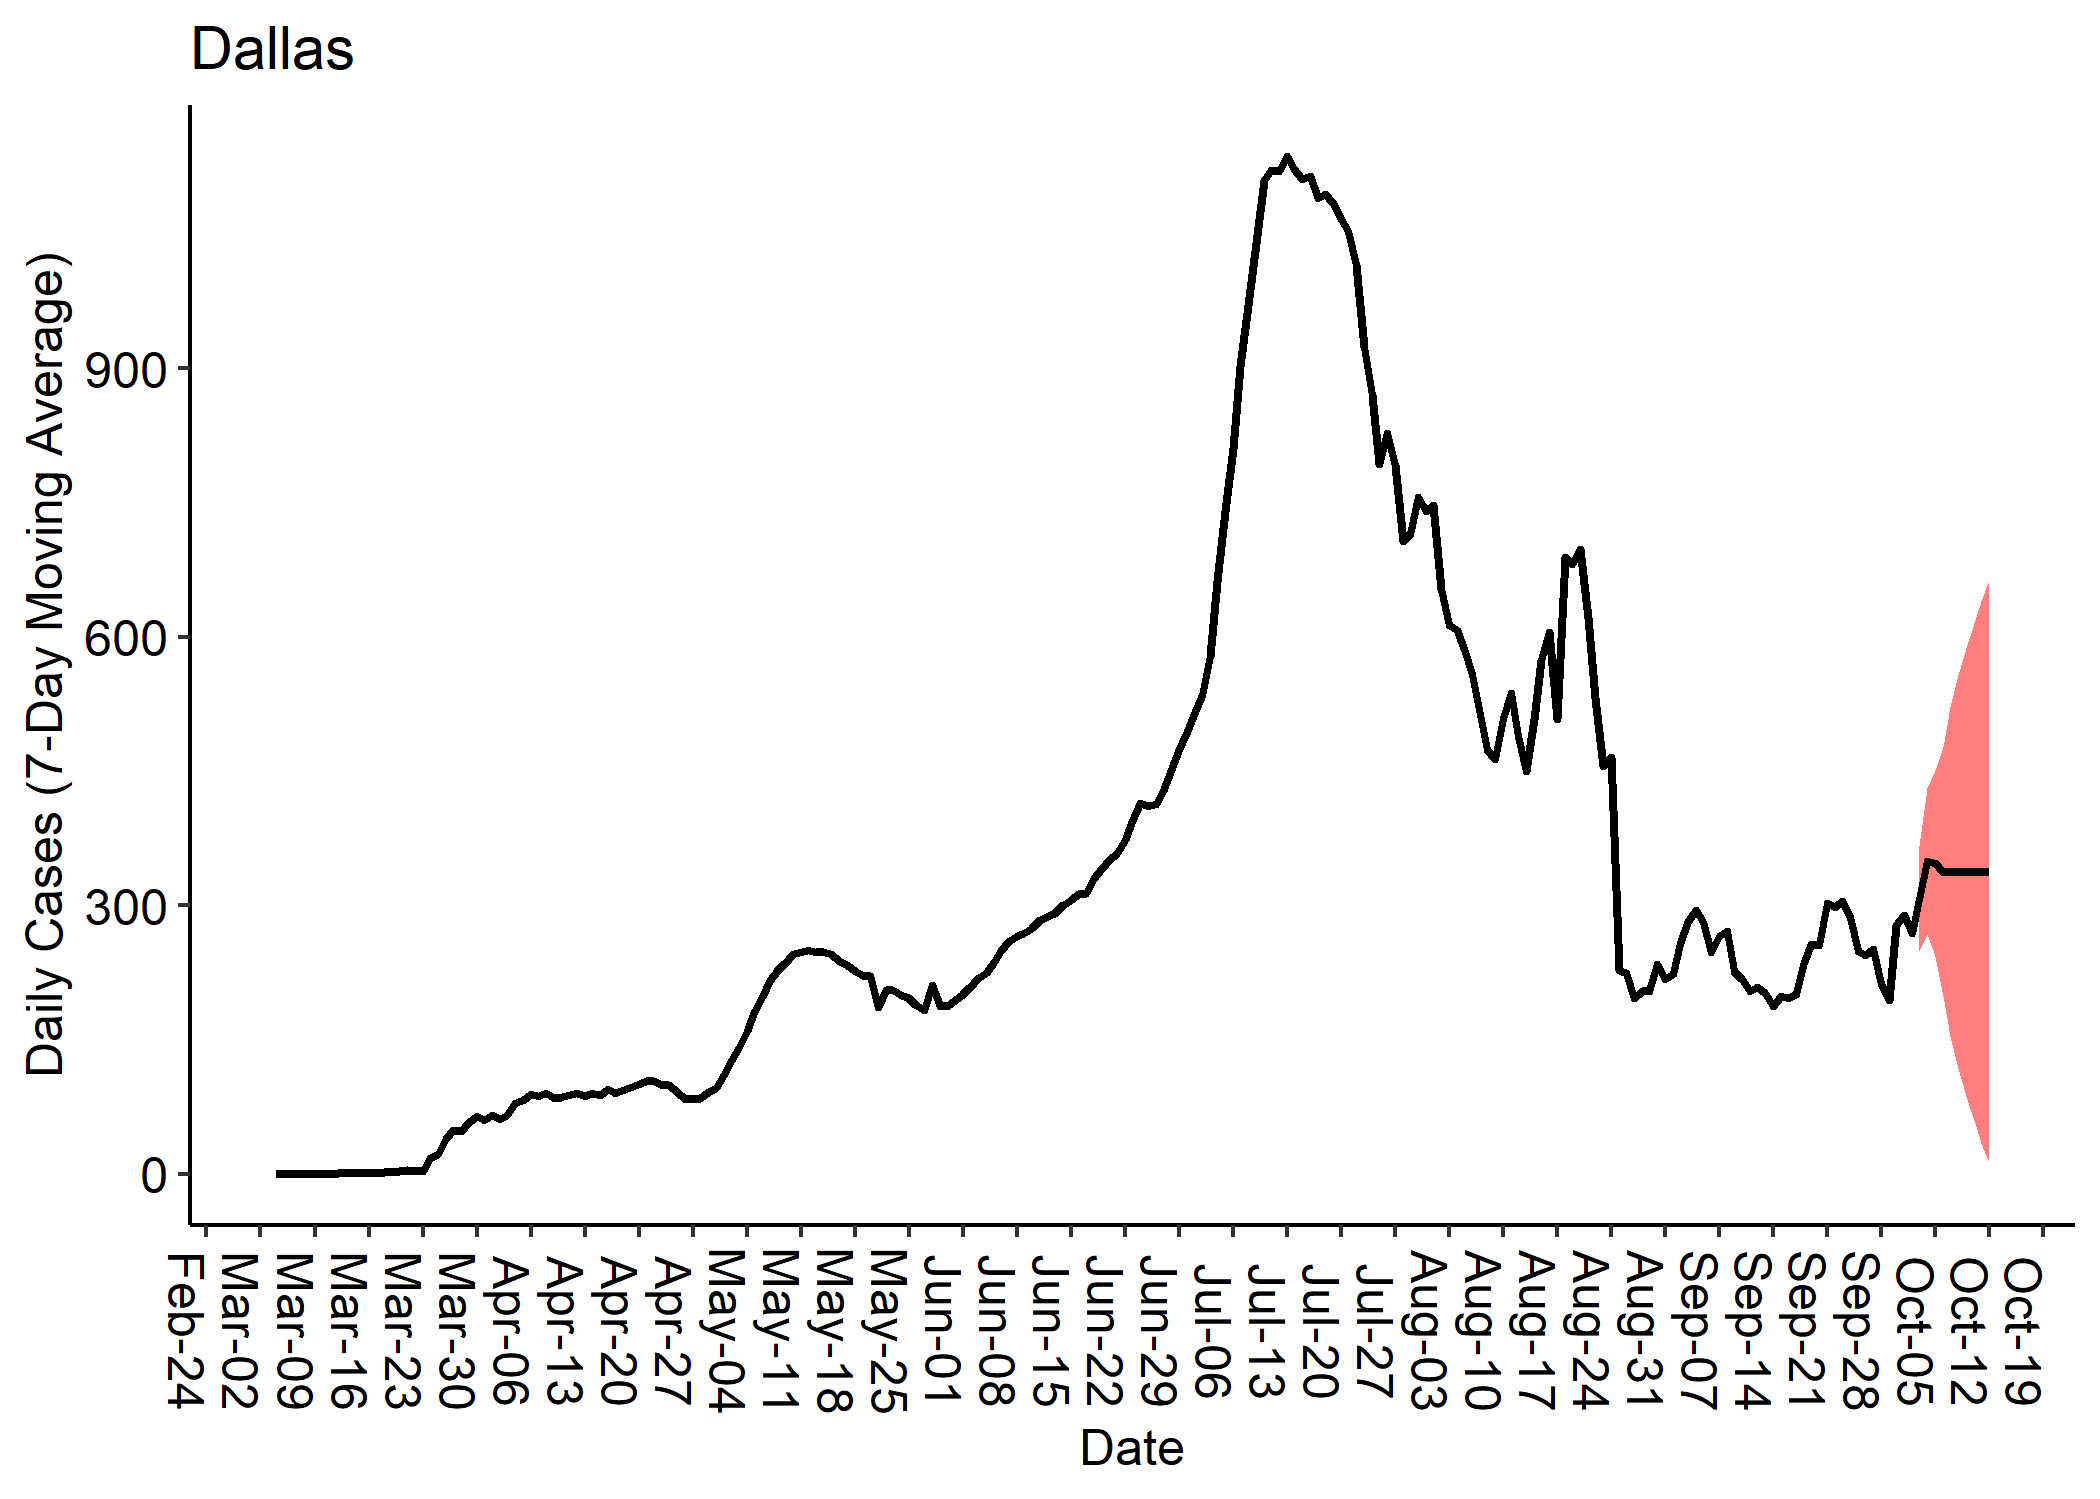 Dallas
Daily Cases (7-Day Moving Average)
900
600
300
0
Feb-24
Mar-02
Mar-09
Mar-16
Mar-23
Mar-30
Apr-06
Apr-13
Apr-20
Apr-27
May-04
May-11
May-18
May-25
Jun-01
Jun-08
Jun-15
Jun-22
Jun-29
Jul-06
Jul-13
Jul-20
Jul-27
Aug-03
Aug-10
Aug-17
Aug-24
Aug-31
Sep-07
Sep-14
Sep-21
Sep-28
Oct-05
Oct-12
Oct-19
Date